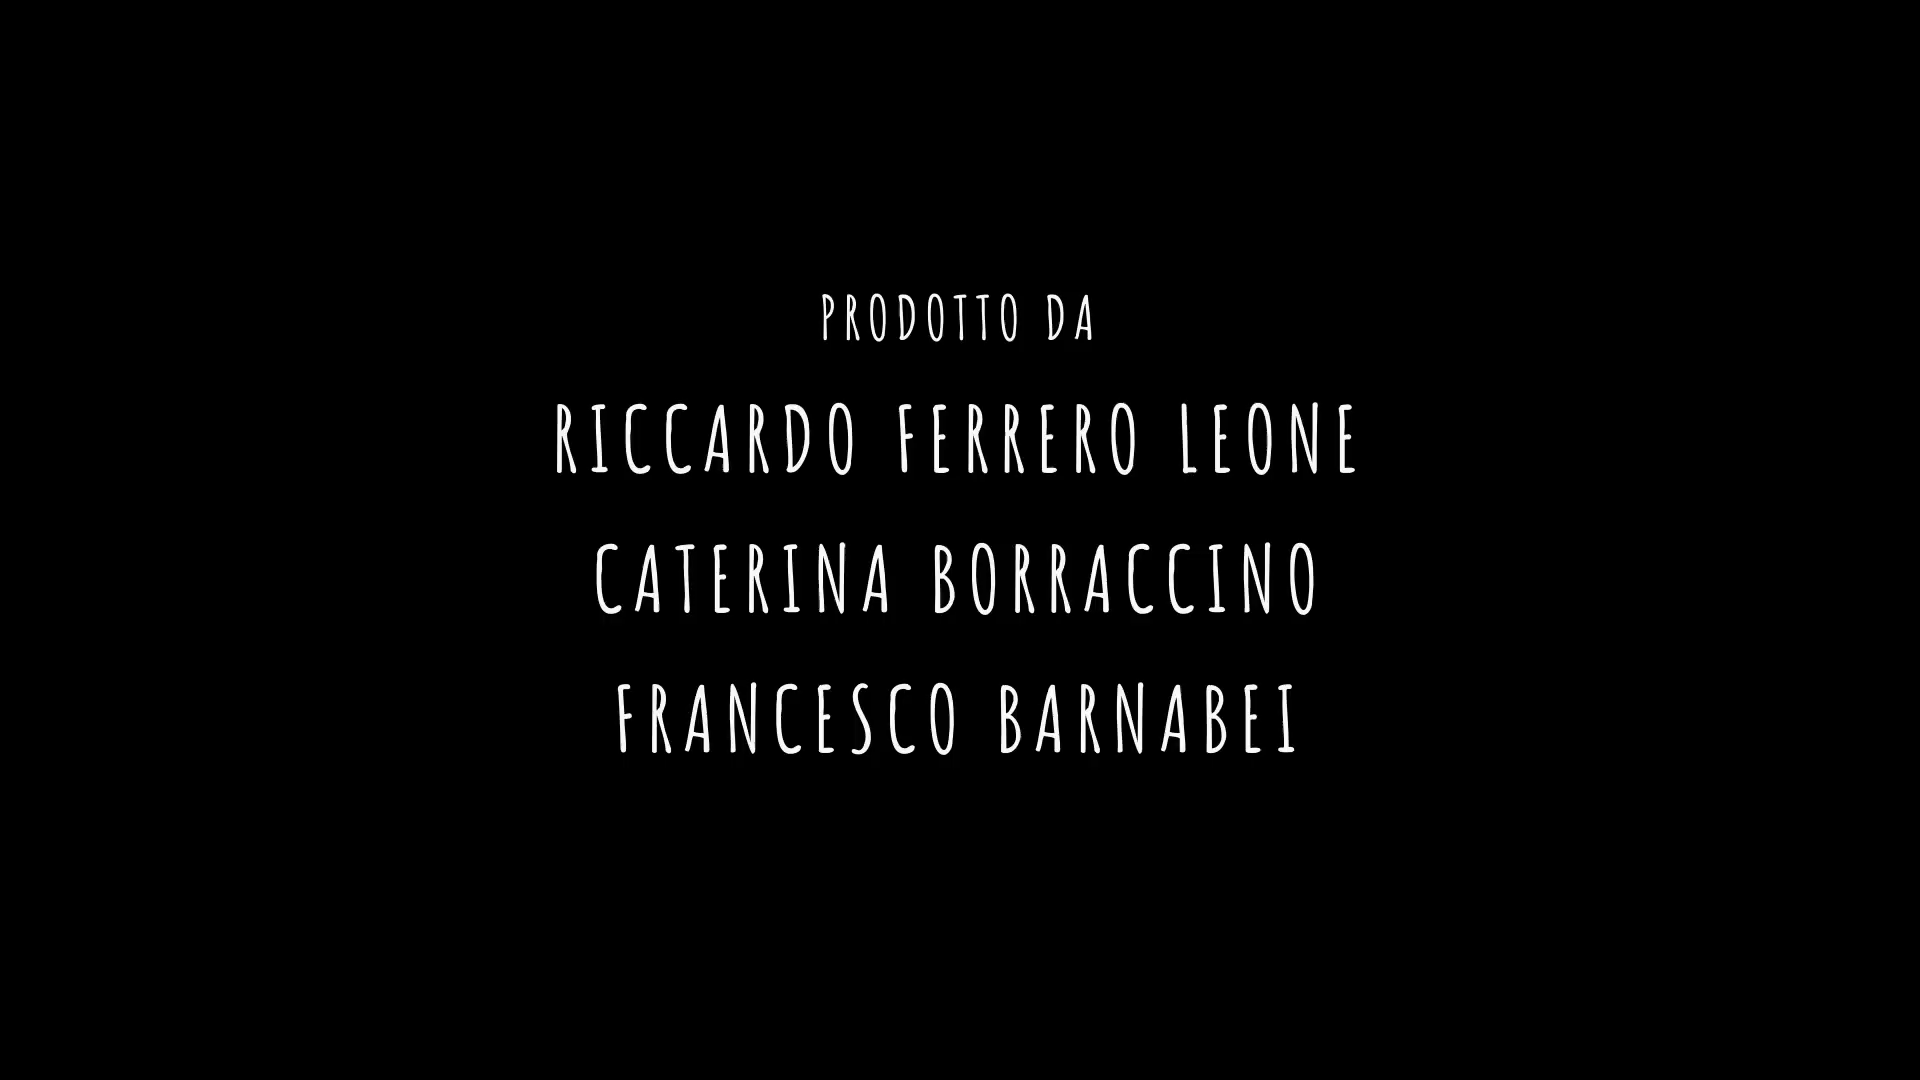 PRODOTTO DA
RICCARDO FERRERO LEONE
CATERINA BORRACCINO
FRANCESCO BARNABEI